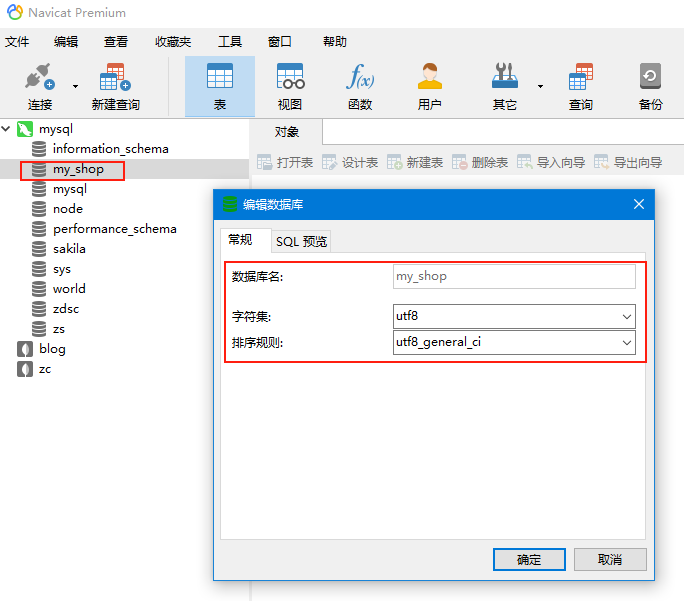 Navicat Premium
文件 编辑 查看 收藏夹 工具 窗口 帮助
f(x)
连接 新建查询 表 视图 函数 用户 其它 查询 备份
mysql
information_schema
my_shop
mysql
node
performance_schema
sakila
sys
world
zdsc
zs
blog
zc
对象
打开表 设计表 新建表 删除表 导入向导 导出向导
编辑数据库
常规 SQL 预览
数据库名: my_shop
字符集: utf8
排序规则: utf8_general_ci
确定 取消